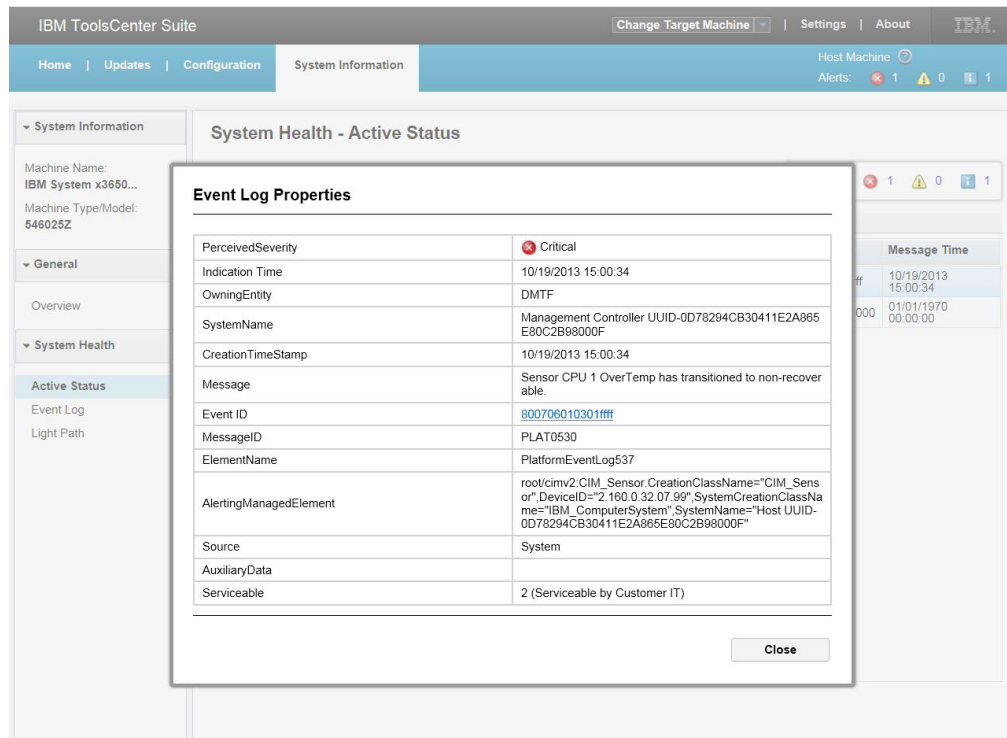 IBM ToolsCenter Suite
Change Target Machine | Settings | About IBM.
Home | Updates | Configuration System Information
Host Machine ?
Alerts: 1 0 1
System Information
Machine Name:
IBM System x3650...
Machine Type/Model:
546025Z
General
Overview
System Health
Active Status
Event Log
Light Path
System Health - Active Status
1 0 1
Message Time
ff 10/19/2013
15:00:34
000 01/01/1970
00:00:00
Event Log Properties
PerceivedSeverity Critical
Indication Time 10/19/2013 15:00:34
OwningEntity DMTF
SystemName Management Controller UUID-0D78294CB30411E2A865
E80C2B98000F
CreationTimeStamp 10/19/2013 15:00:34
Message Sensor CPU 1 OverTemp has transitioned to non-recover
able.
Event ID 800706010301ffff
MessageID PLAT0530
ElementName PlatformEventLog537
AlertingManagedElement root/cimv2:CIM_Sensor.CreationClassName="CIM_Sens
or",DeviceID="2.160.0.32.07.99",SystemCreationClassNa
me="IBM_ComputerSystem",SystemName="Host UUID-
0D78294CB30411E2A865E80C2B98000F"
Source System
AuxiliaryData
Serviceable 2 (Serviceable by Customer IT)
Close